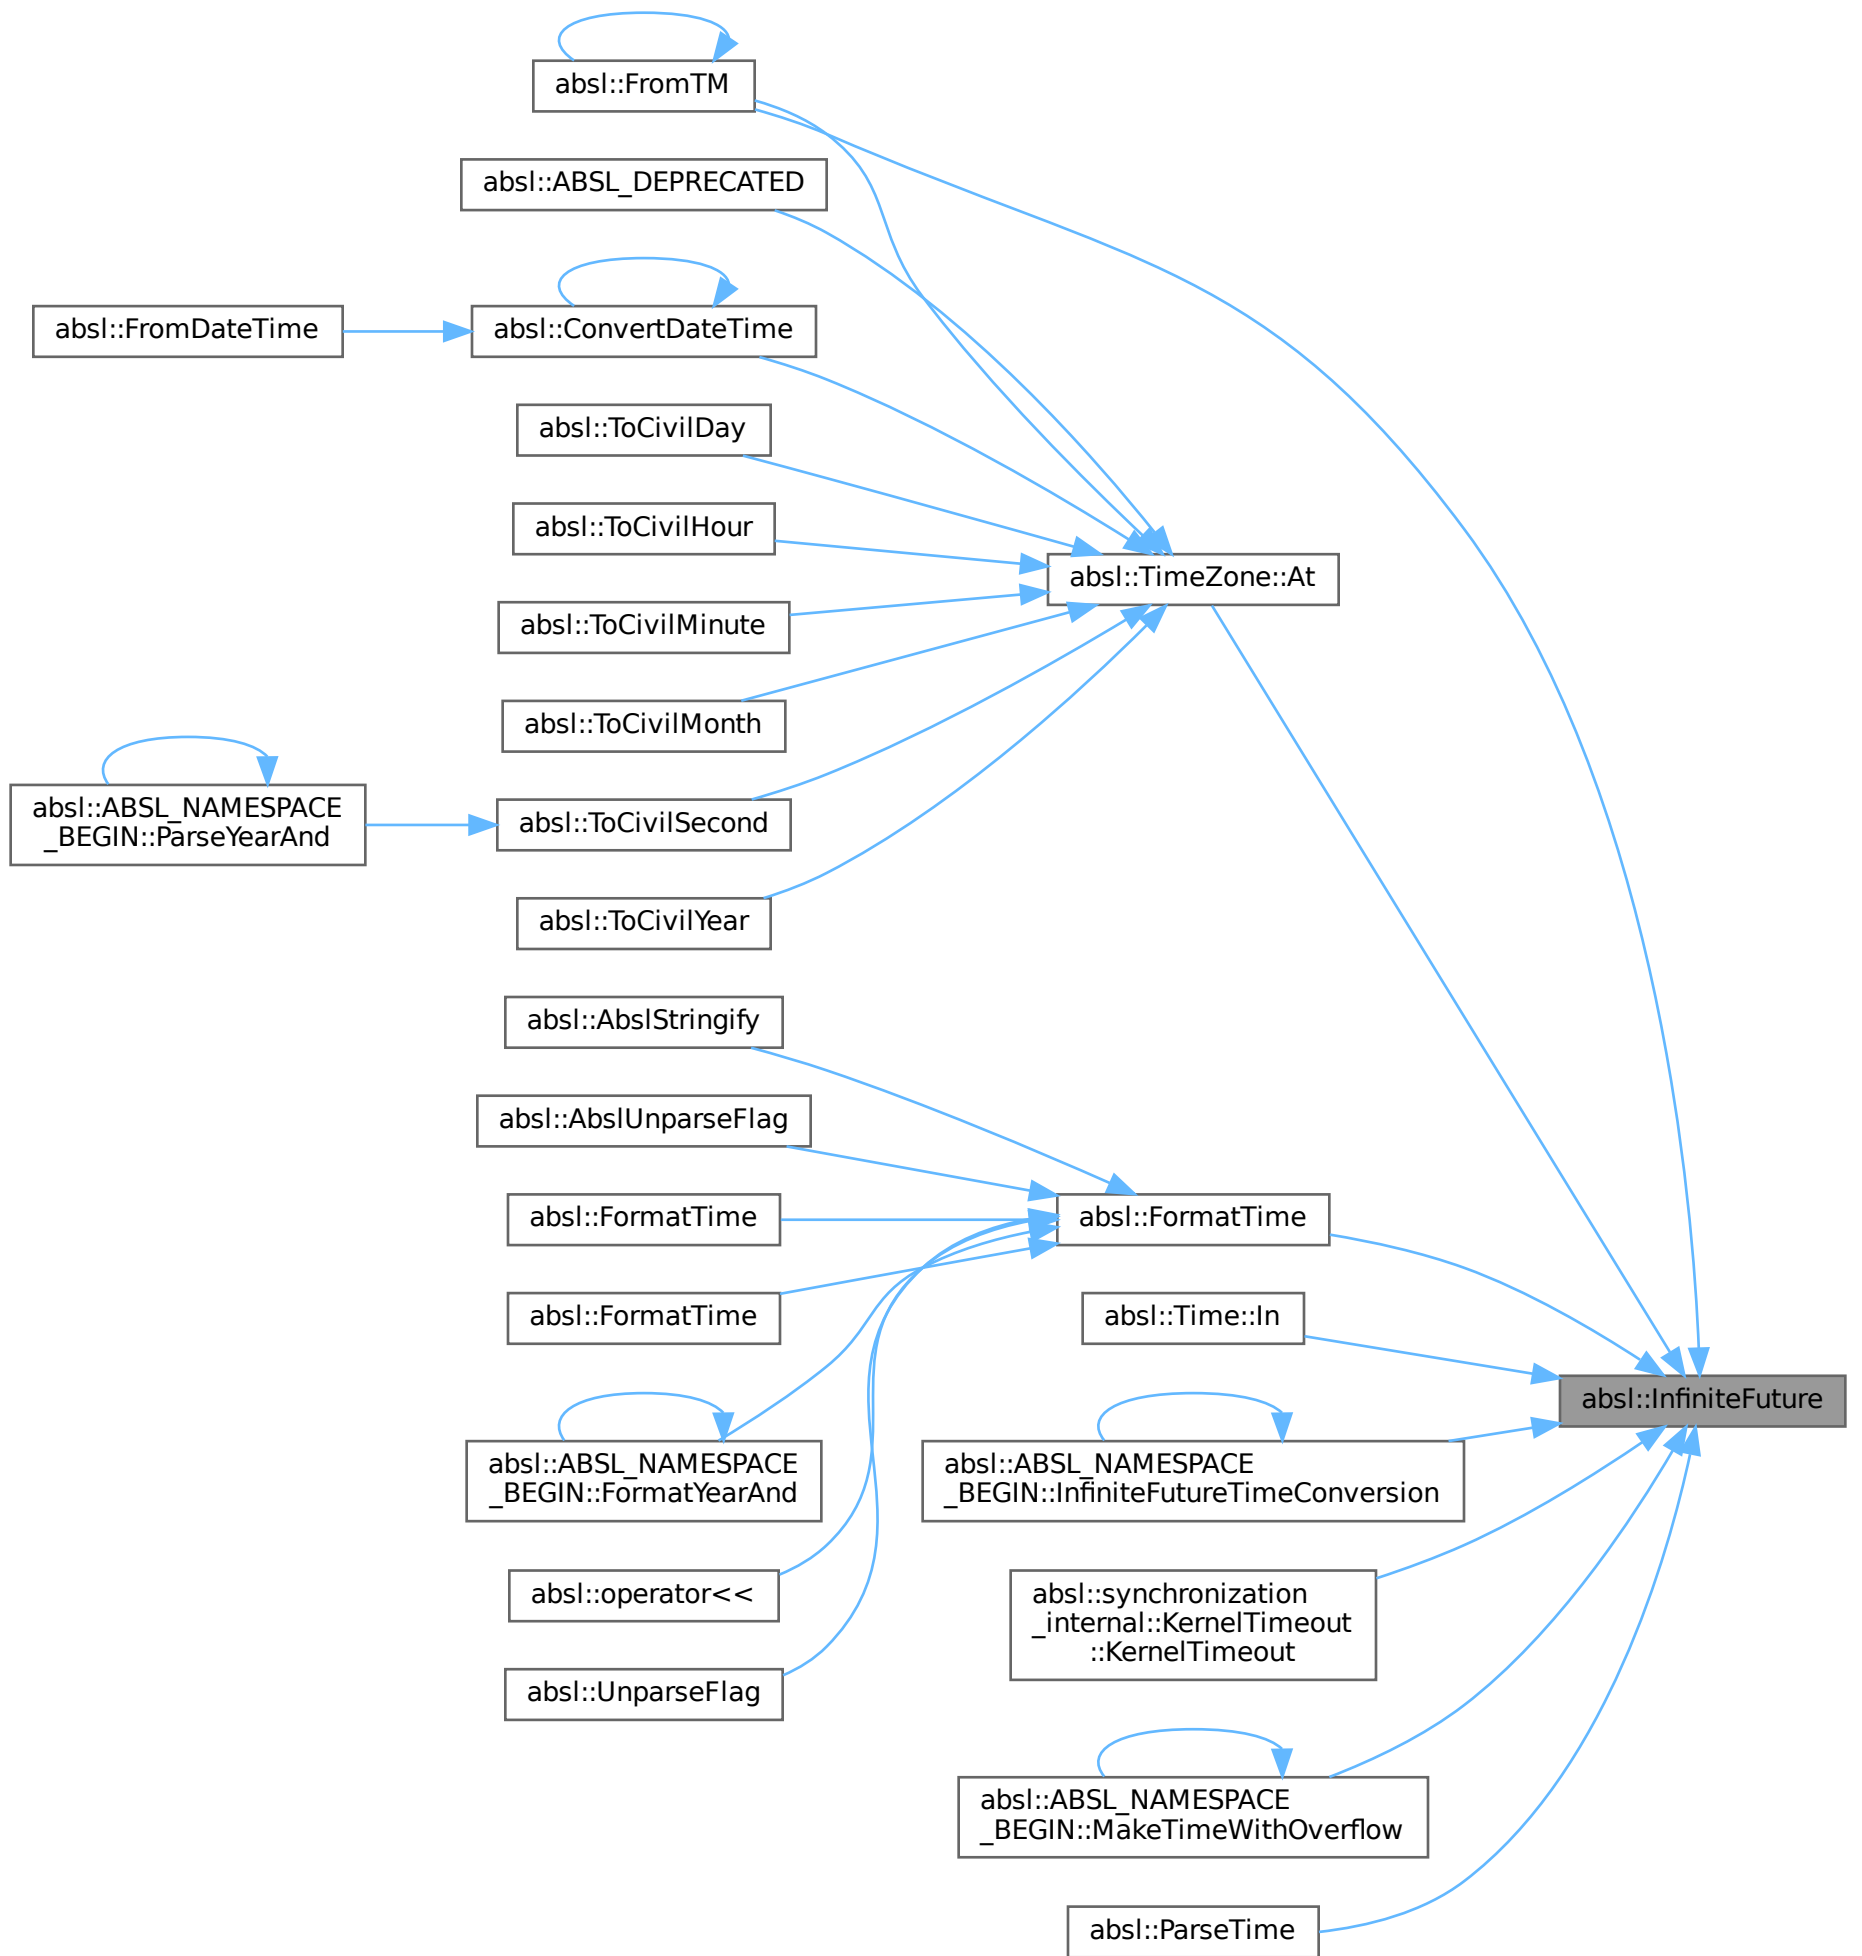 absl::FromTM
absl::ABSL_DEPRECATED
absl::FromDateTime
absl::ConvertDateTime
absl::ToCivilDay
absl::ToCivilHour
absl::TimeZone::At
absl::ToCivilMinute
absl::ToCivilMonth
absl::ABSL_NAMESPACE
_BEGIN::ParseYearAnd
absl::ToCivilSecond
absl::ToCivilYear
absl::AbslStringify
absl::AbslUnparseFlag
absl::FormatTime
absl::FormatTime
absl::FormatTime
absl::Time::In
absl::InfiniteFuture
absl::ABSL_NAMESPACE
_BEGIN::FormatYearAnd
absl::ABSL_NAMESPACE
_BEGIN::InfiniteFutureTimeConversion
absl::operator<<
absl::synchronization
_internal::KernelTimeout
::KernelTimeout
absl::UnparseFlag
absl::ABSL_NAMESPACE
_BEGIN::MakeTimeWithOverflow
absl::ParseTime